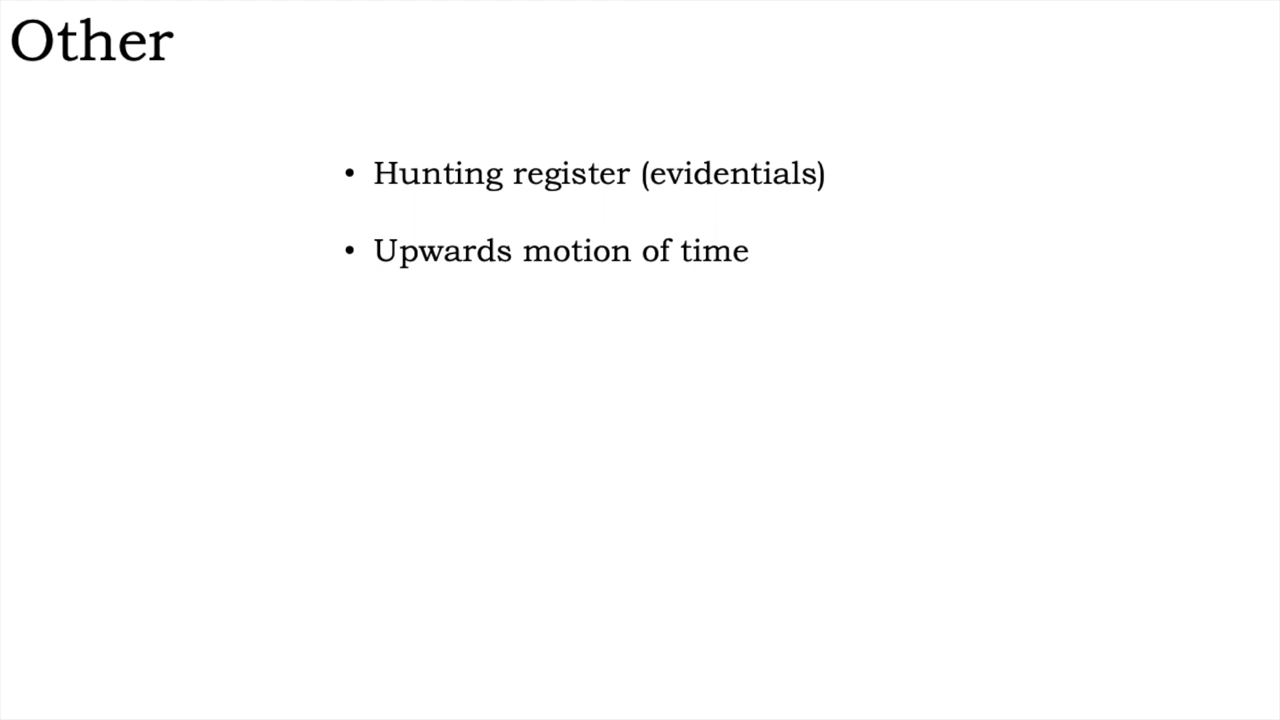 Other
• Hunting register (evidentials)
• Upwards motion of time